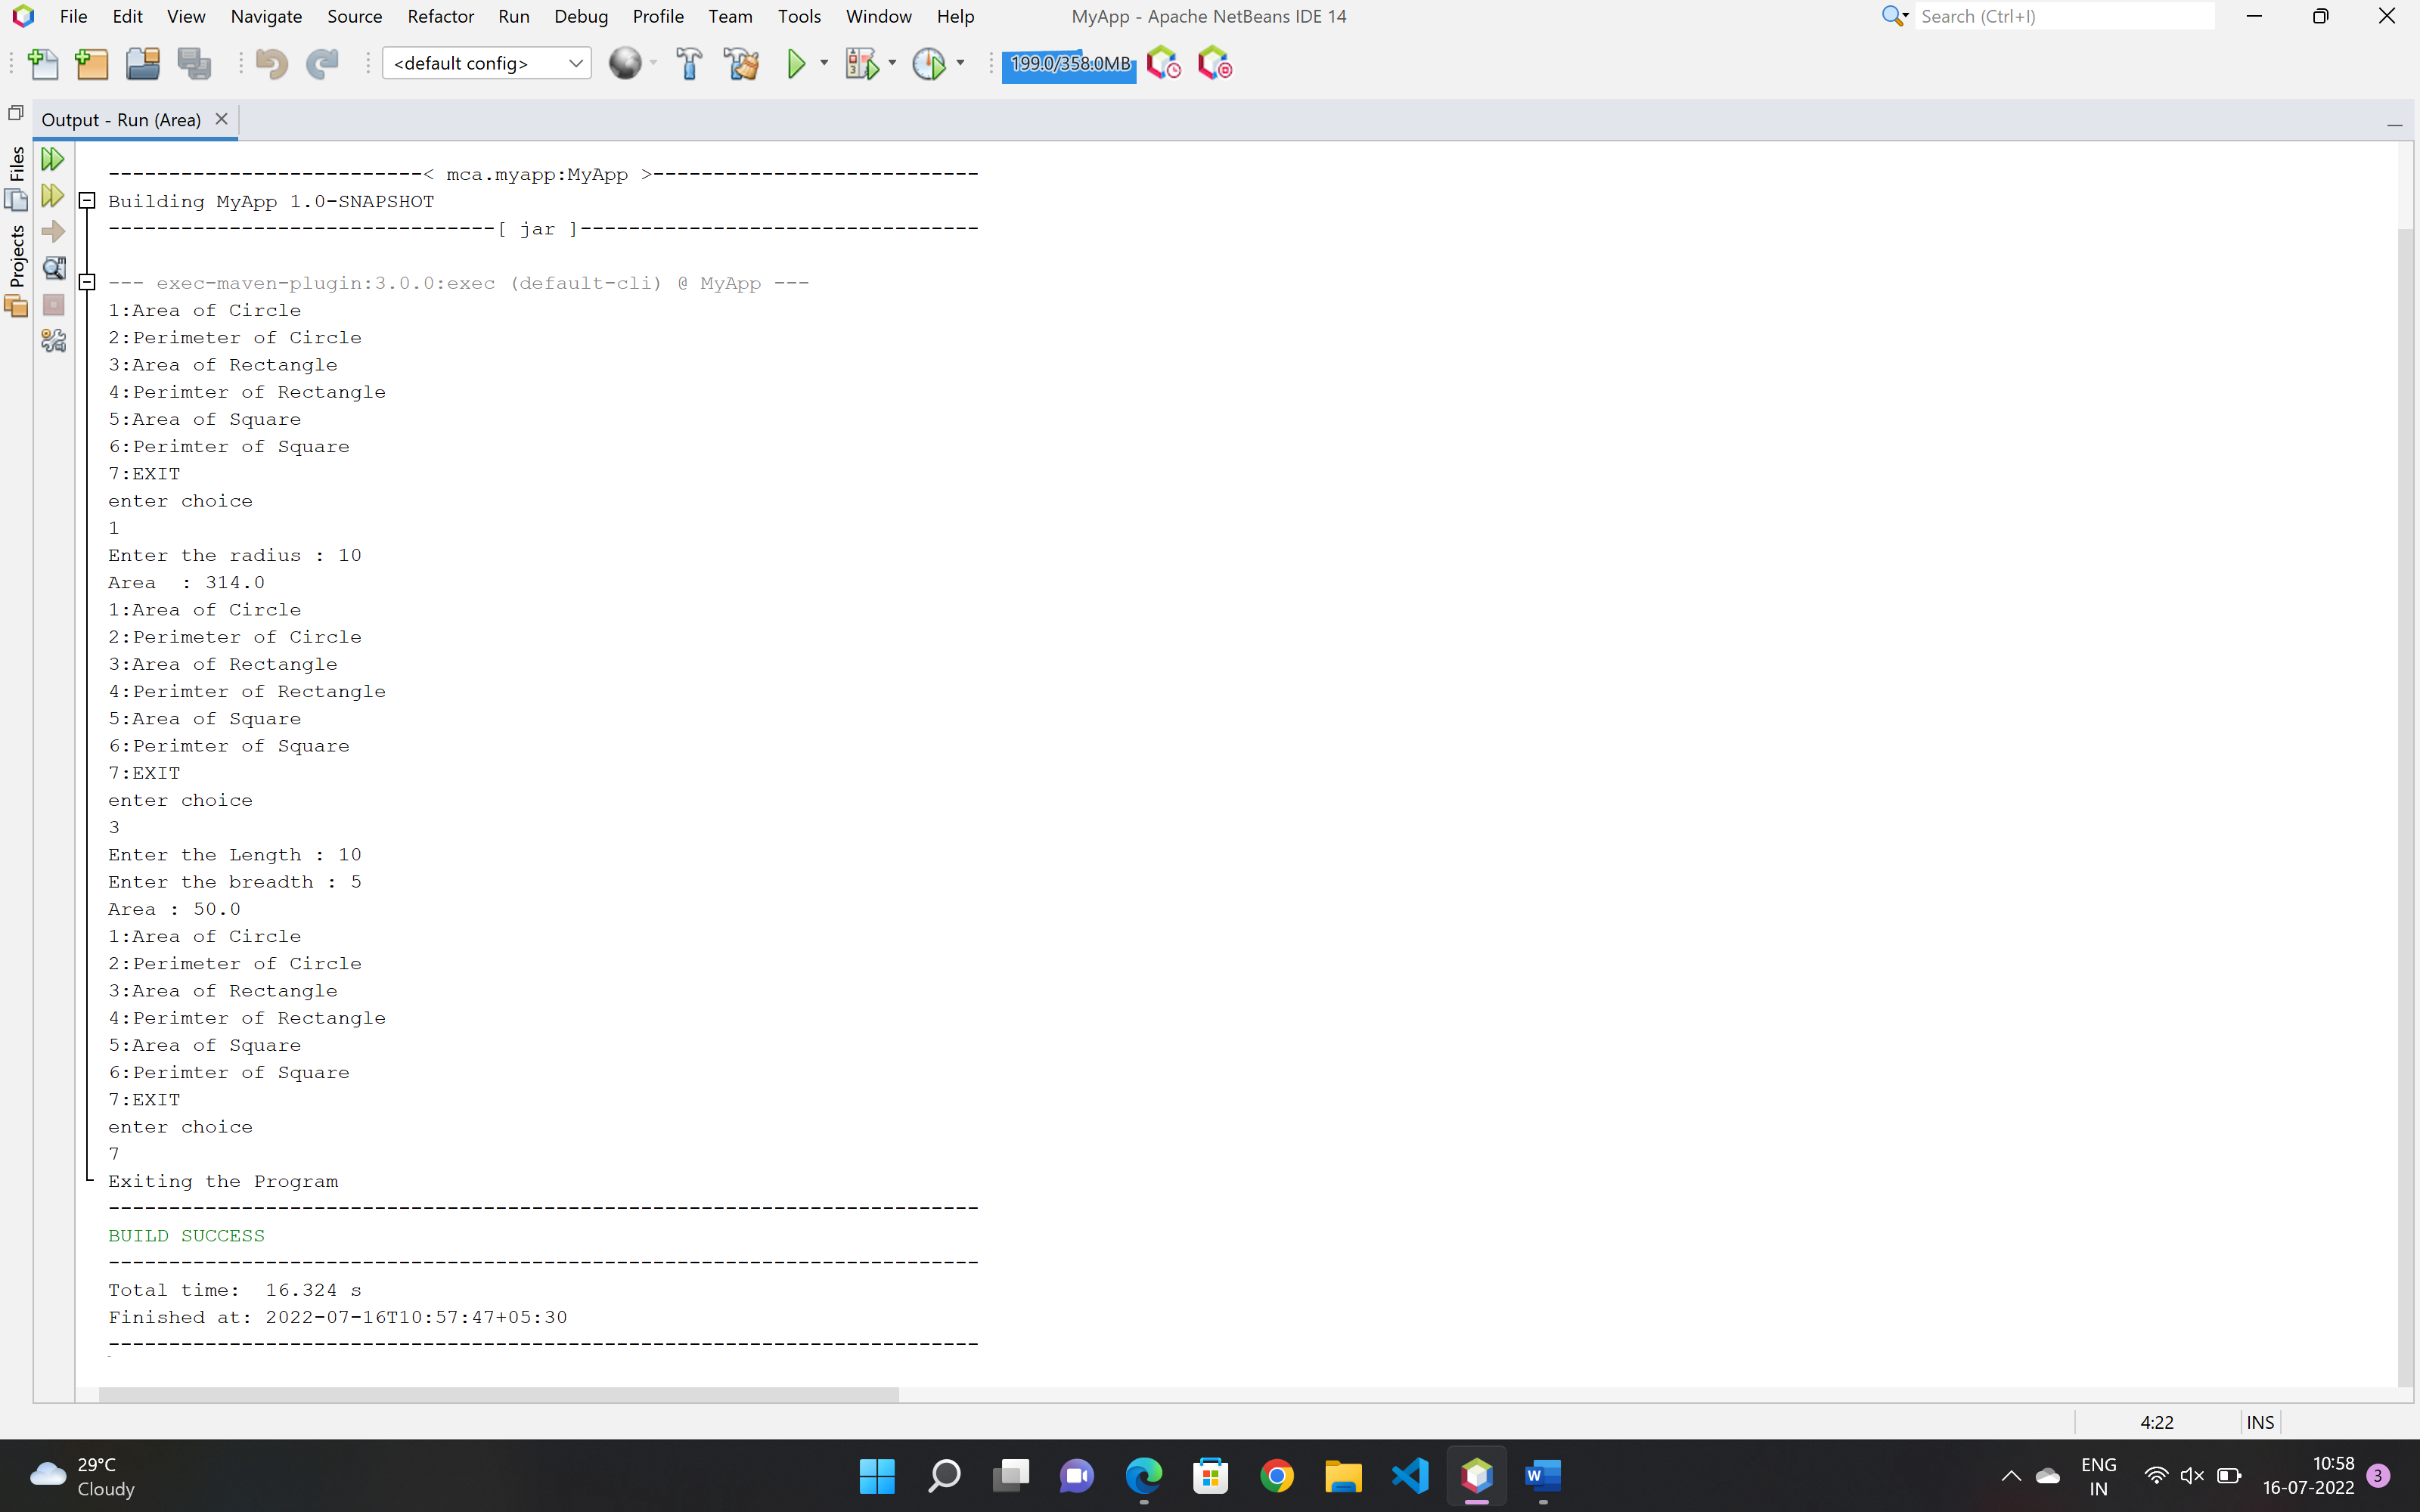 File Edit View Navigate Source Refactor Run Debug Profile Team Tools Window Help MyApp - Apache NetBeans IDE 14 Search (Ctrl+I)
<default config> 199.0/358.0MB
Output - Run (Area)
Files
Projects
--------------------------< mca.myapp:MyApp >---------------------------
Building MyApp 1.0-SNAPSHOT
--------------------------------[ jar ]---------------------------------
--- exec-maven-plugin:3.0.0:exec (default-cli) @ MyApp ---
1:Area of Circle
2:Perimeter of Circle
3:Area of Rectangle
4:Perimter of Rectangle
5:Area of Square
6:Perimter of Square
7:EXIT
enter choice
1
Enter the radius : 10
Area  : 314.0
1:Area of Circle
2:Perimeter of Circle
3:Area of Rectangle
4:Perimter of Rectangle
5:Area of Square
6:Perimter of Square
7:EXIT
enter choice
3
Enter the Length : 10
Enter the breadth : 5
Area : 50.0
1:Area of Circle
2:Perimeter of Circle
3:Area of Rectangle
4:Perimter of Rectangle
5:Area of Square
6:Perimter of Square
7:EXIT
enter choice
7
Exiting the Program
------------------------------------------------------------------------
BUILD SUCCESS
------------------------------------------------------------------------
Total time:  16.324 s
Finished at: 2022-07-16T10:57:47+05:30
------------------------------------------------------------------------
4:22 INS
29°C
Cloudy
ENG
IN
10:58
16-07-2022
3